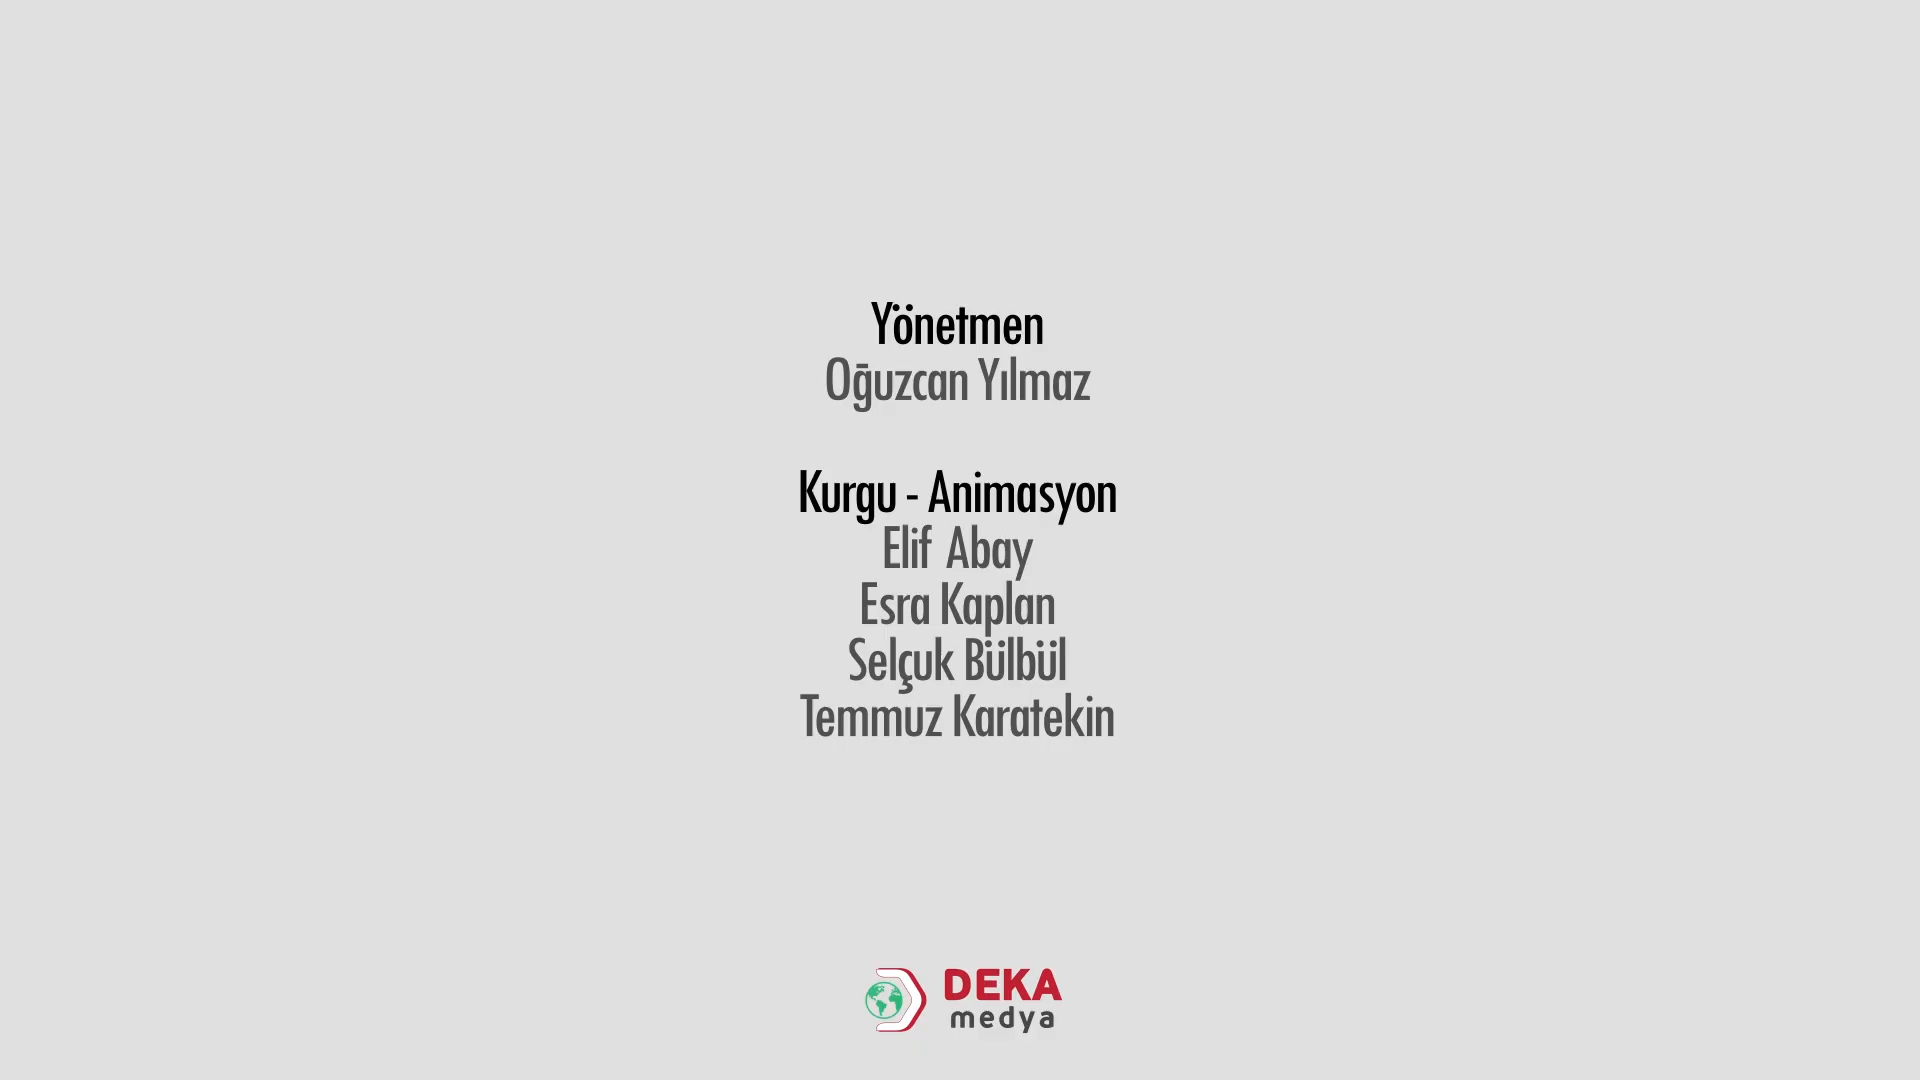 Yönetmen
Oğuzcan Yılmaz
Kurgu - Animasyon
Elif Abay
Esra Kaplan
Selçuk Bülbül
Temmuz Karatekin
DEKA
medya